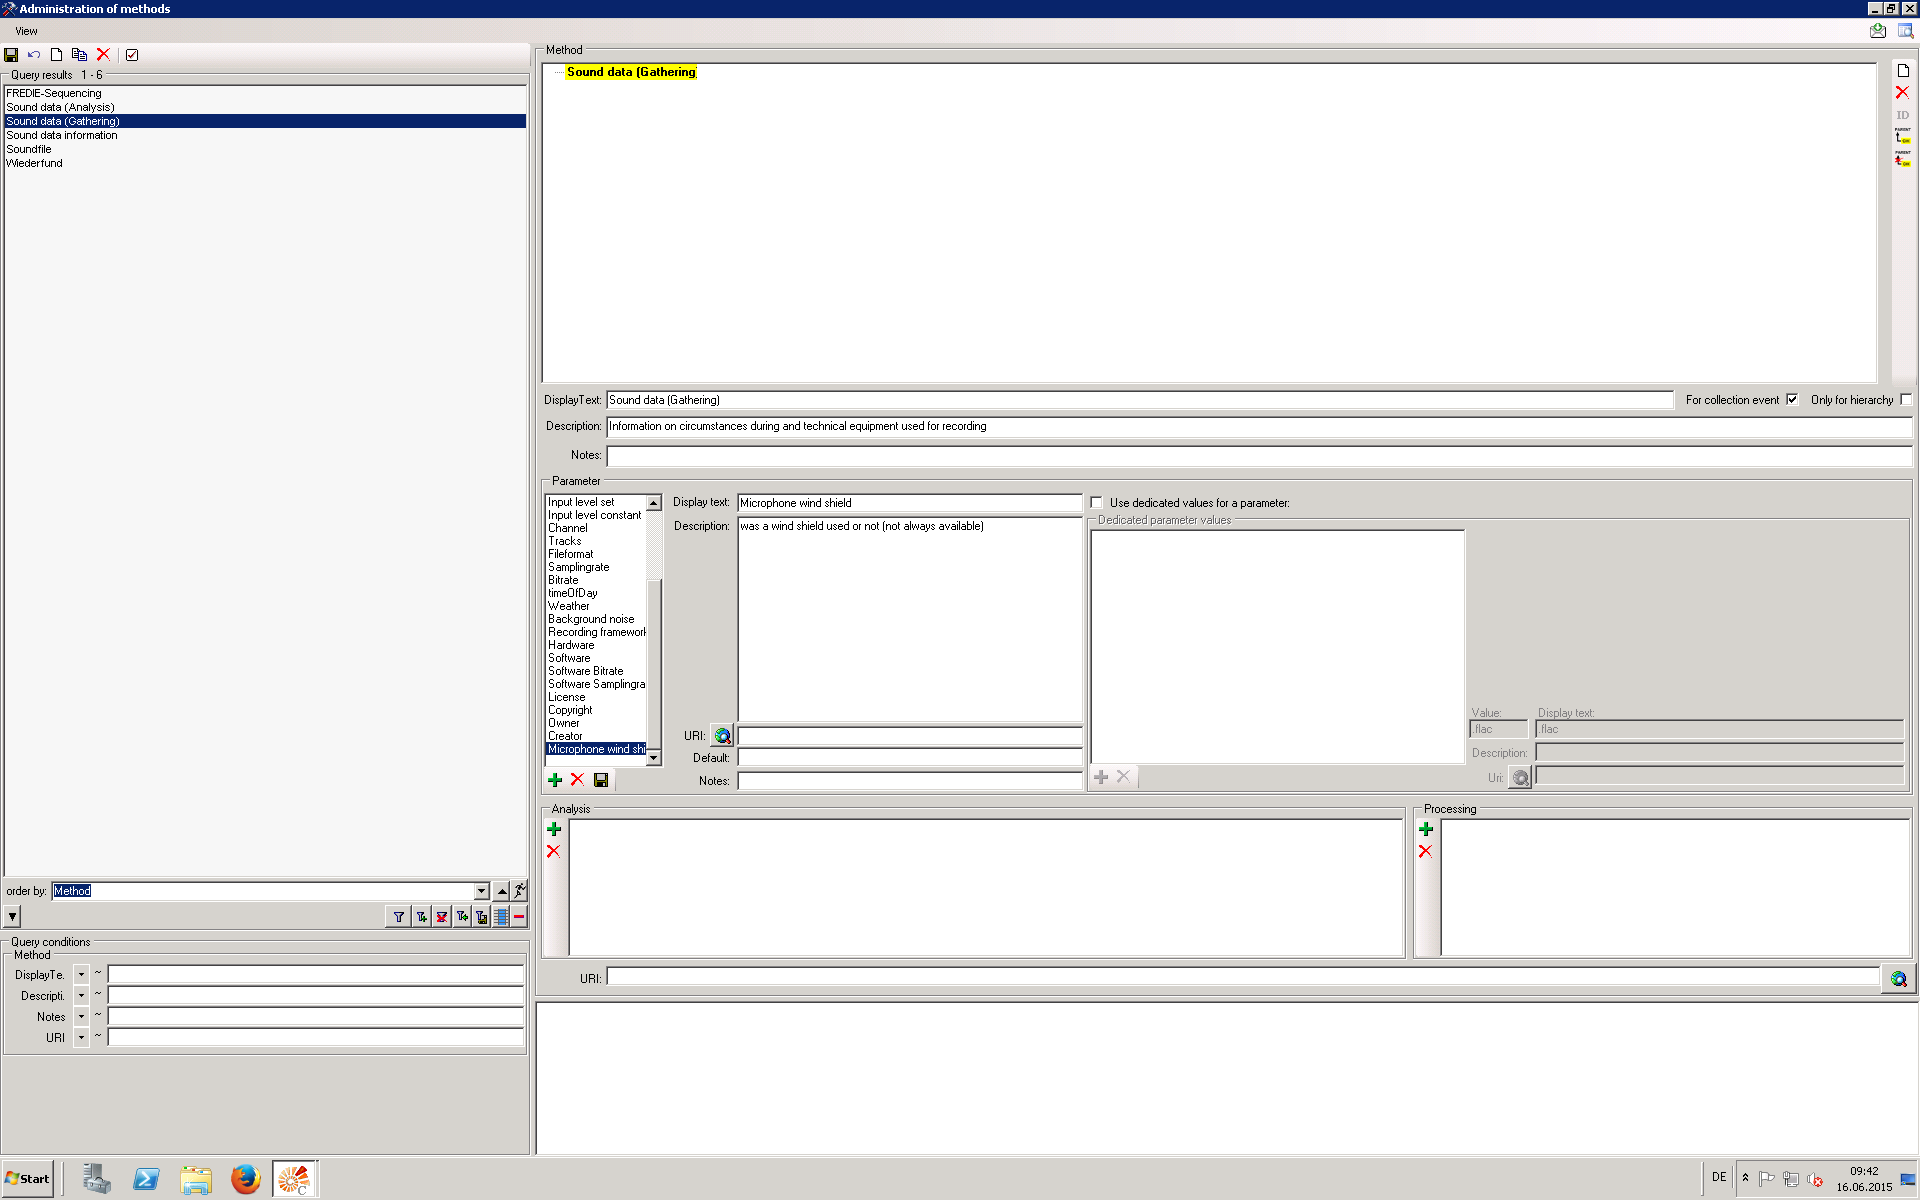 Administration of methods
View
Query results 1 - 6
FREDIE-Sequencing
Sound data (Analysis)
Sound data (Gathering)
Sound data information
Soundfile
Wiederfund
order by: Method
Query conditions
Method
DisplayTe. ~
Descripti. ~
Notes ~
URI ~
Method
Sound data (Gathering
ID
PARENT
PARENT
DisplayText: Sound data (Gathering)
For collection event
Only for hierarchy
Description: Information on circumstances during and technical equipment used for recording
Notes:
Parameter
Input level set
Input level constant
Channel
Tracks
Fileformat
Samplingrate
Bitrate
timeOfDay
Weather
Background noise
Recording framework
Hardware
Software
Software Bitrate
Software Samplingra
License
Copyright
Owner
Creator
Microphone wind shi
Display text: Microphone wind shield
Description: was a wind shield used or not (not always available)
URI:
Default:
Notes:
Use dedicated values for a parameter:
Dedicated parameter values
Value: Display text:
.flac .flac
Description:
Uri:
Analysis
Processing
URI:
Start
C
DE
09:42
16.06.2015